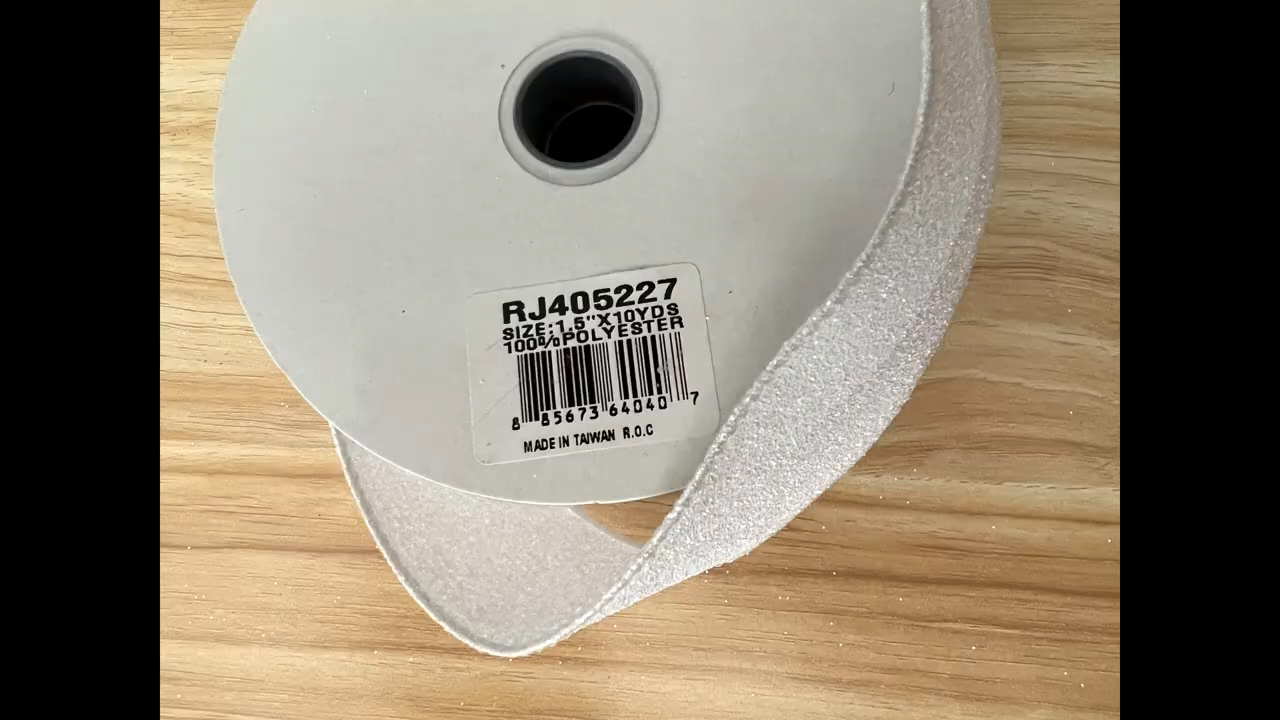 RJ405227
SIZE:1.5"X10YDS
100%POLYESTER
8 85673 64040 7
MADE IN TAIWAN R.O.C